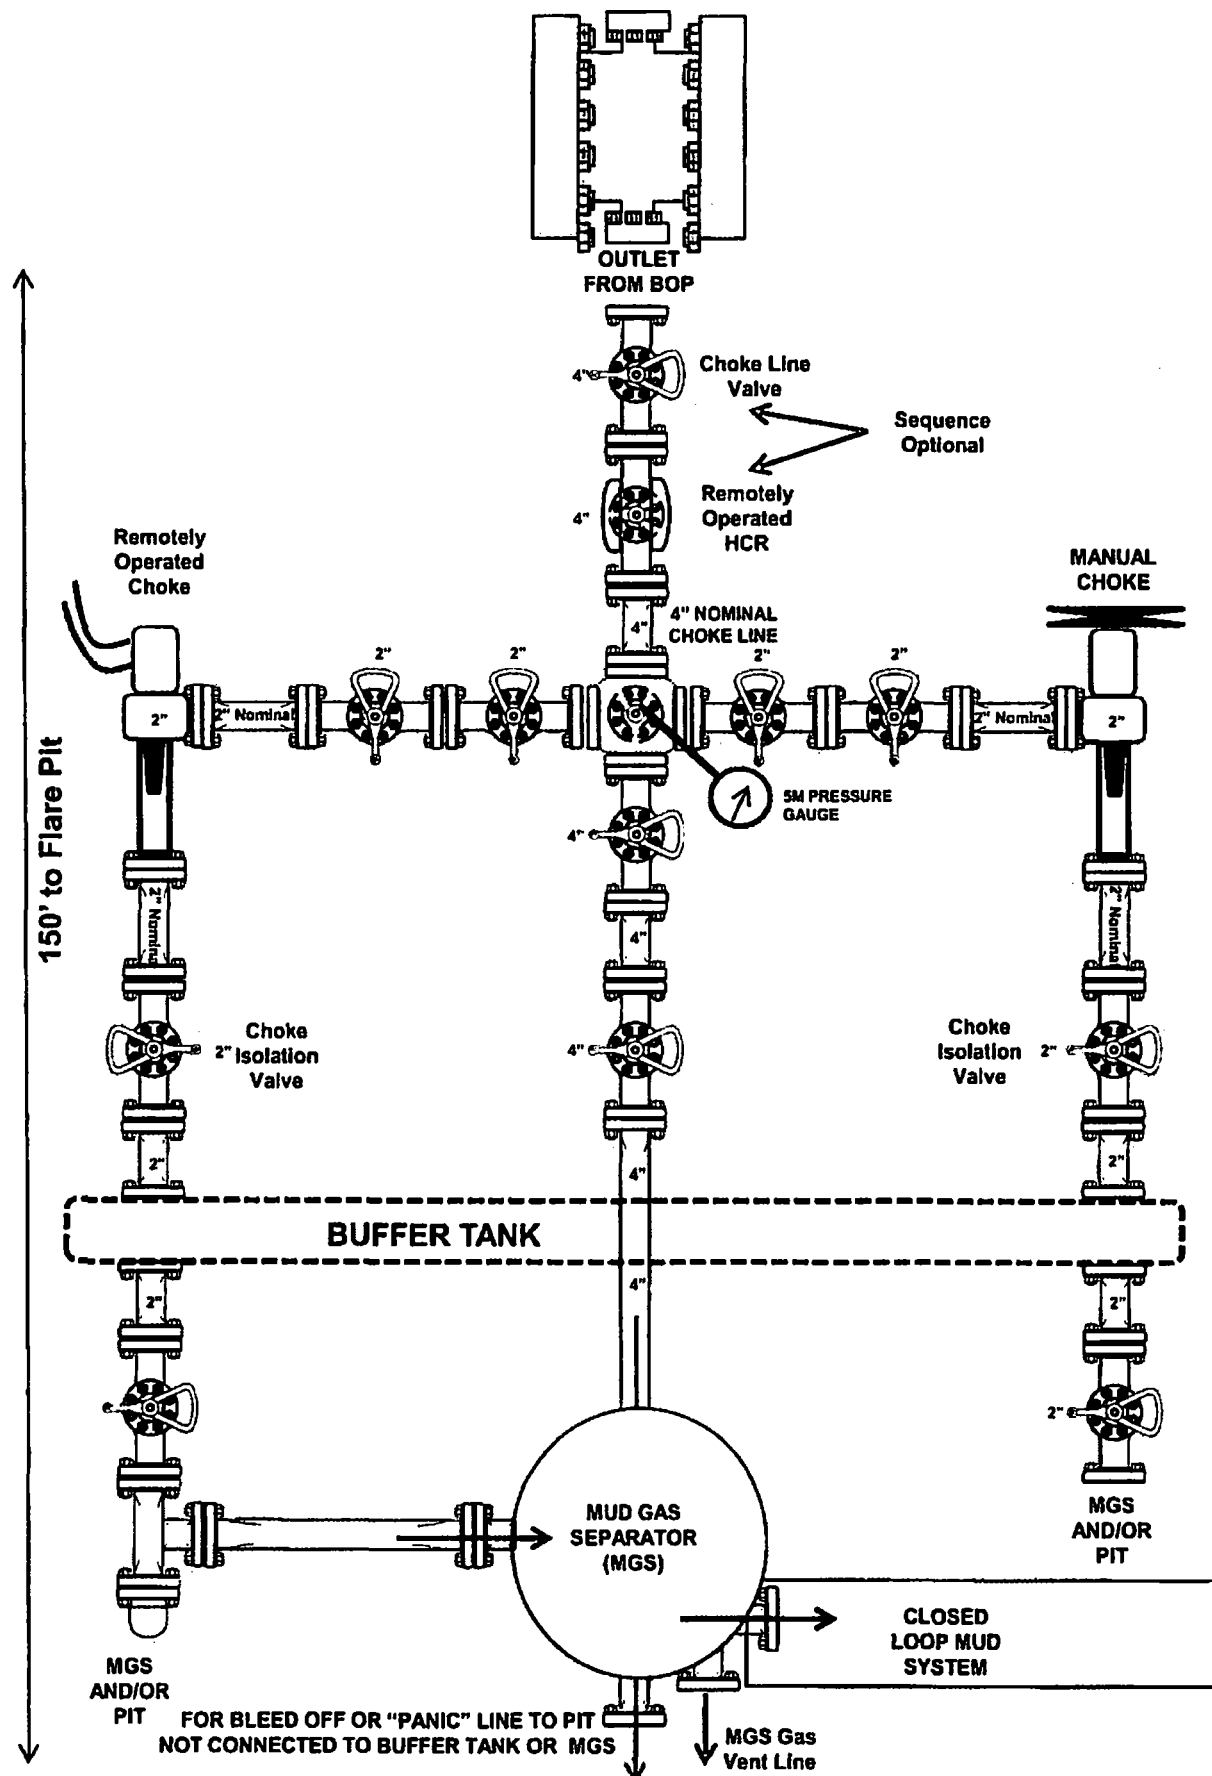 OUTLET
FROM BOP
4"
Choke Line
Valve
Sequence
Optional
4"
Remotely
Operated
HCR
Remotely
Operated
Choke
MANUAL
CHOKE
4"
4" NOMINAL
CHOKE LINE
2"
2"
2"
2"
2"
2" Nominal
2" Nominal
2"
5M PRESSURE
GAUGE
150' to Flare Pit
4"
2" Nominal
4"
2" Nominal
2"
Choke
Isolation
Valve
4"
Choke
Isolation
Valve
2"
2"
4"
2"
BUFFER TANK
2"
4"
2"
2"
MUD GAS
SEPARATOR
(MGS)
MGS
AND/OR
PIT
CLOSED
LOOP MUD
SYSTEM
MGS
AND/OR
PIT
FOR BLEED OFF OR "PANIC" LINE TO PIT
NOT CONNECTED TO BUFFER TANK OR MGS
MGS Gas
Vent Line